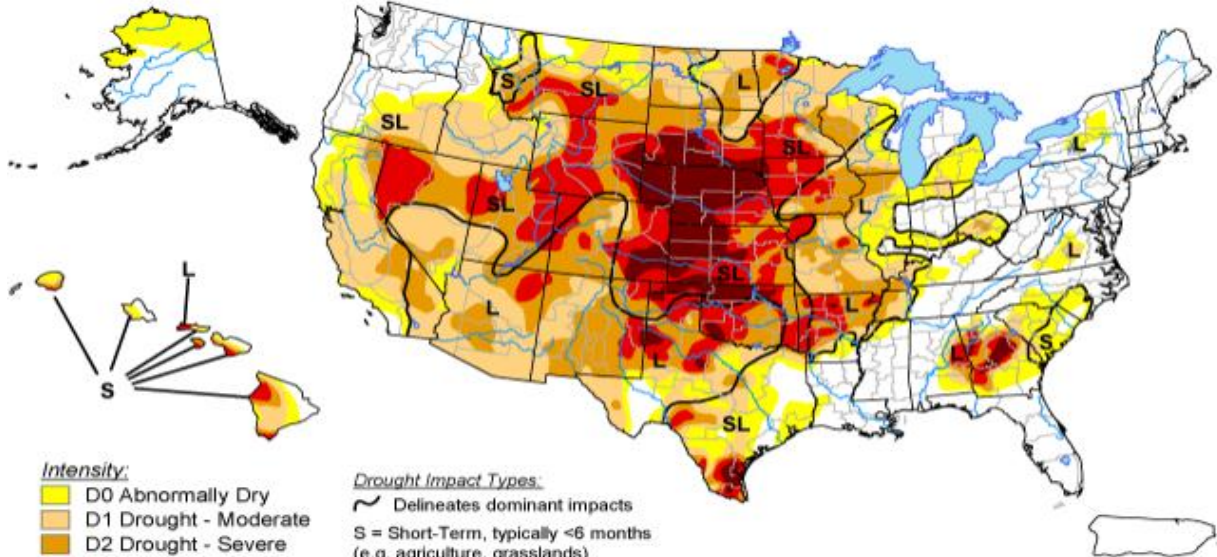 S
SL
L
SL
SL
L
SL
L
L
L
SL
L
L
L
L
S
SL
L
S
Intensity:
D0 Abnormally Dry
D1 Drought - Moderate
D2 Drought - Severe
Drought Impact Types:
Delineates dominant impacts
S = Short-Term, typically <6 months
(e.g. agriculture, grasslands)